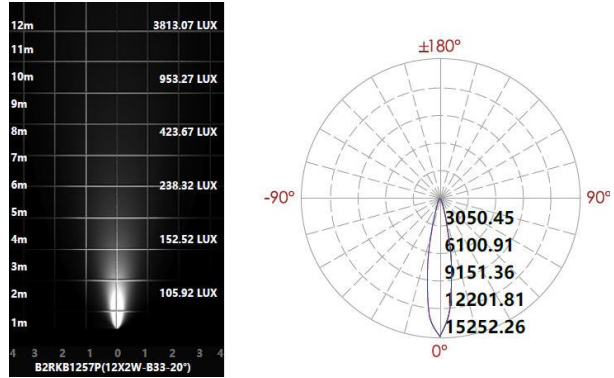 12m 3813.07 LUX
11m
10m 953.27 LUX
9m
8m 423.67 LUX
7m
6m 238.32 LUX
5m
4m 152.52 LUX
3m
2m 105.92 LUX
1m
4 3 2 1 0 1 2 3 4
B2RKB1257P(12X2W-B33-20°)
±180°
-90° 90°
3050.45
6100.91
9151.36
12201.81
15252.26
0°